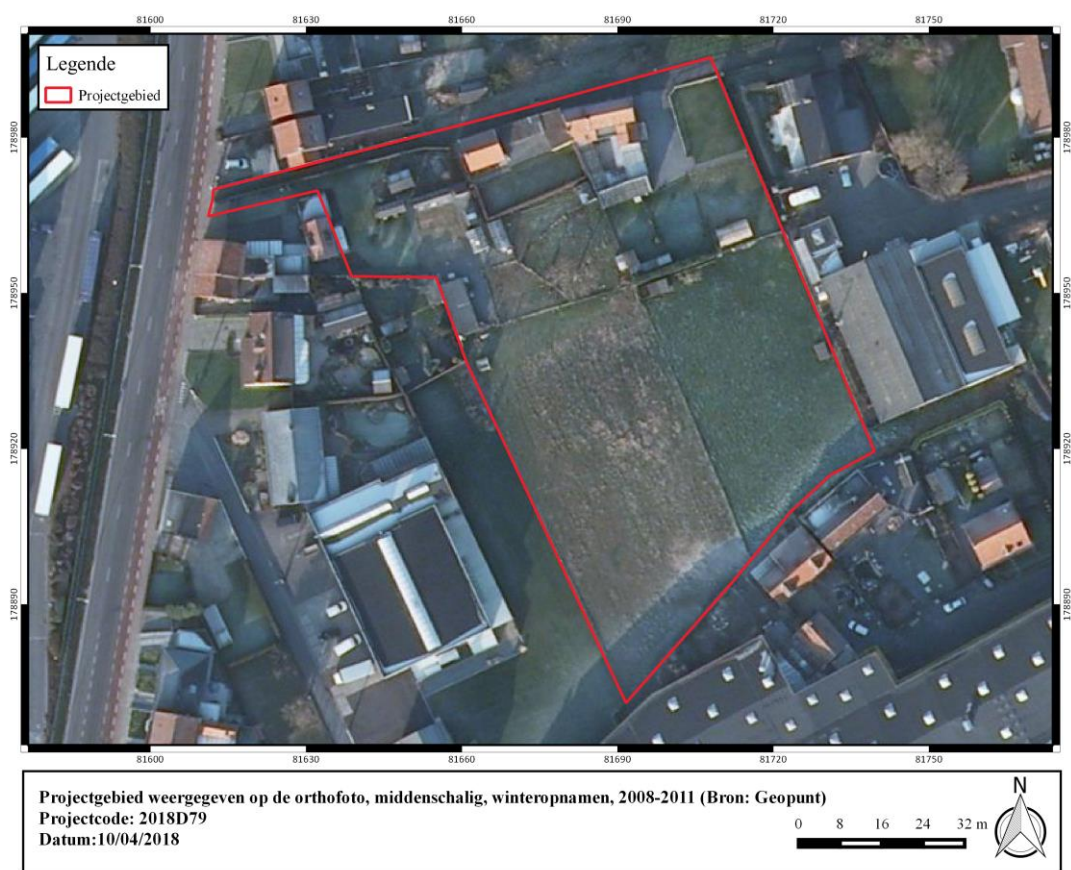 81600 81630 81660 81690 81720 81750
Legende
Projectgebied
178980 178980
178950 178950
178920 178920
178890 178890
81600 81630 81660 81690 81720 81750
Projectgebied weergegeven op de orthofoto, middenschalig, winteropnamen, 2008-2011 (Bron: Geopunt)
Projectcode: 2018D79
Datum:10/04/2018
0 8 16 24 32 m
N